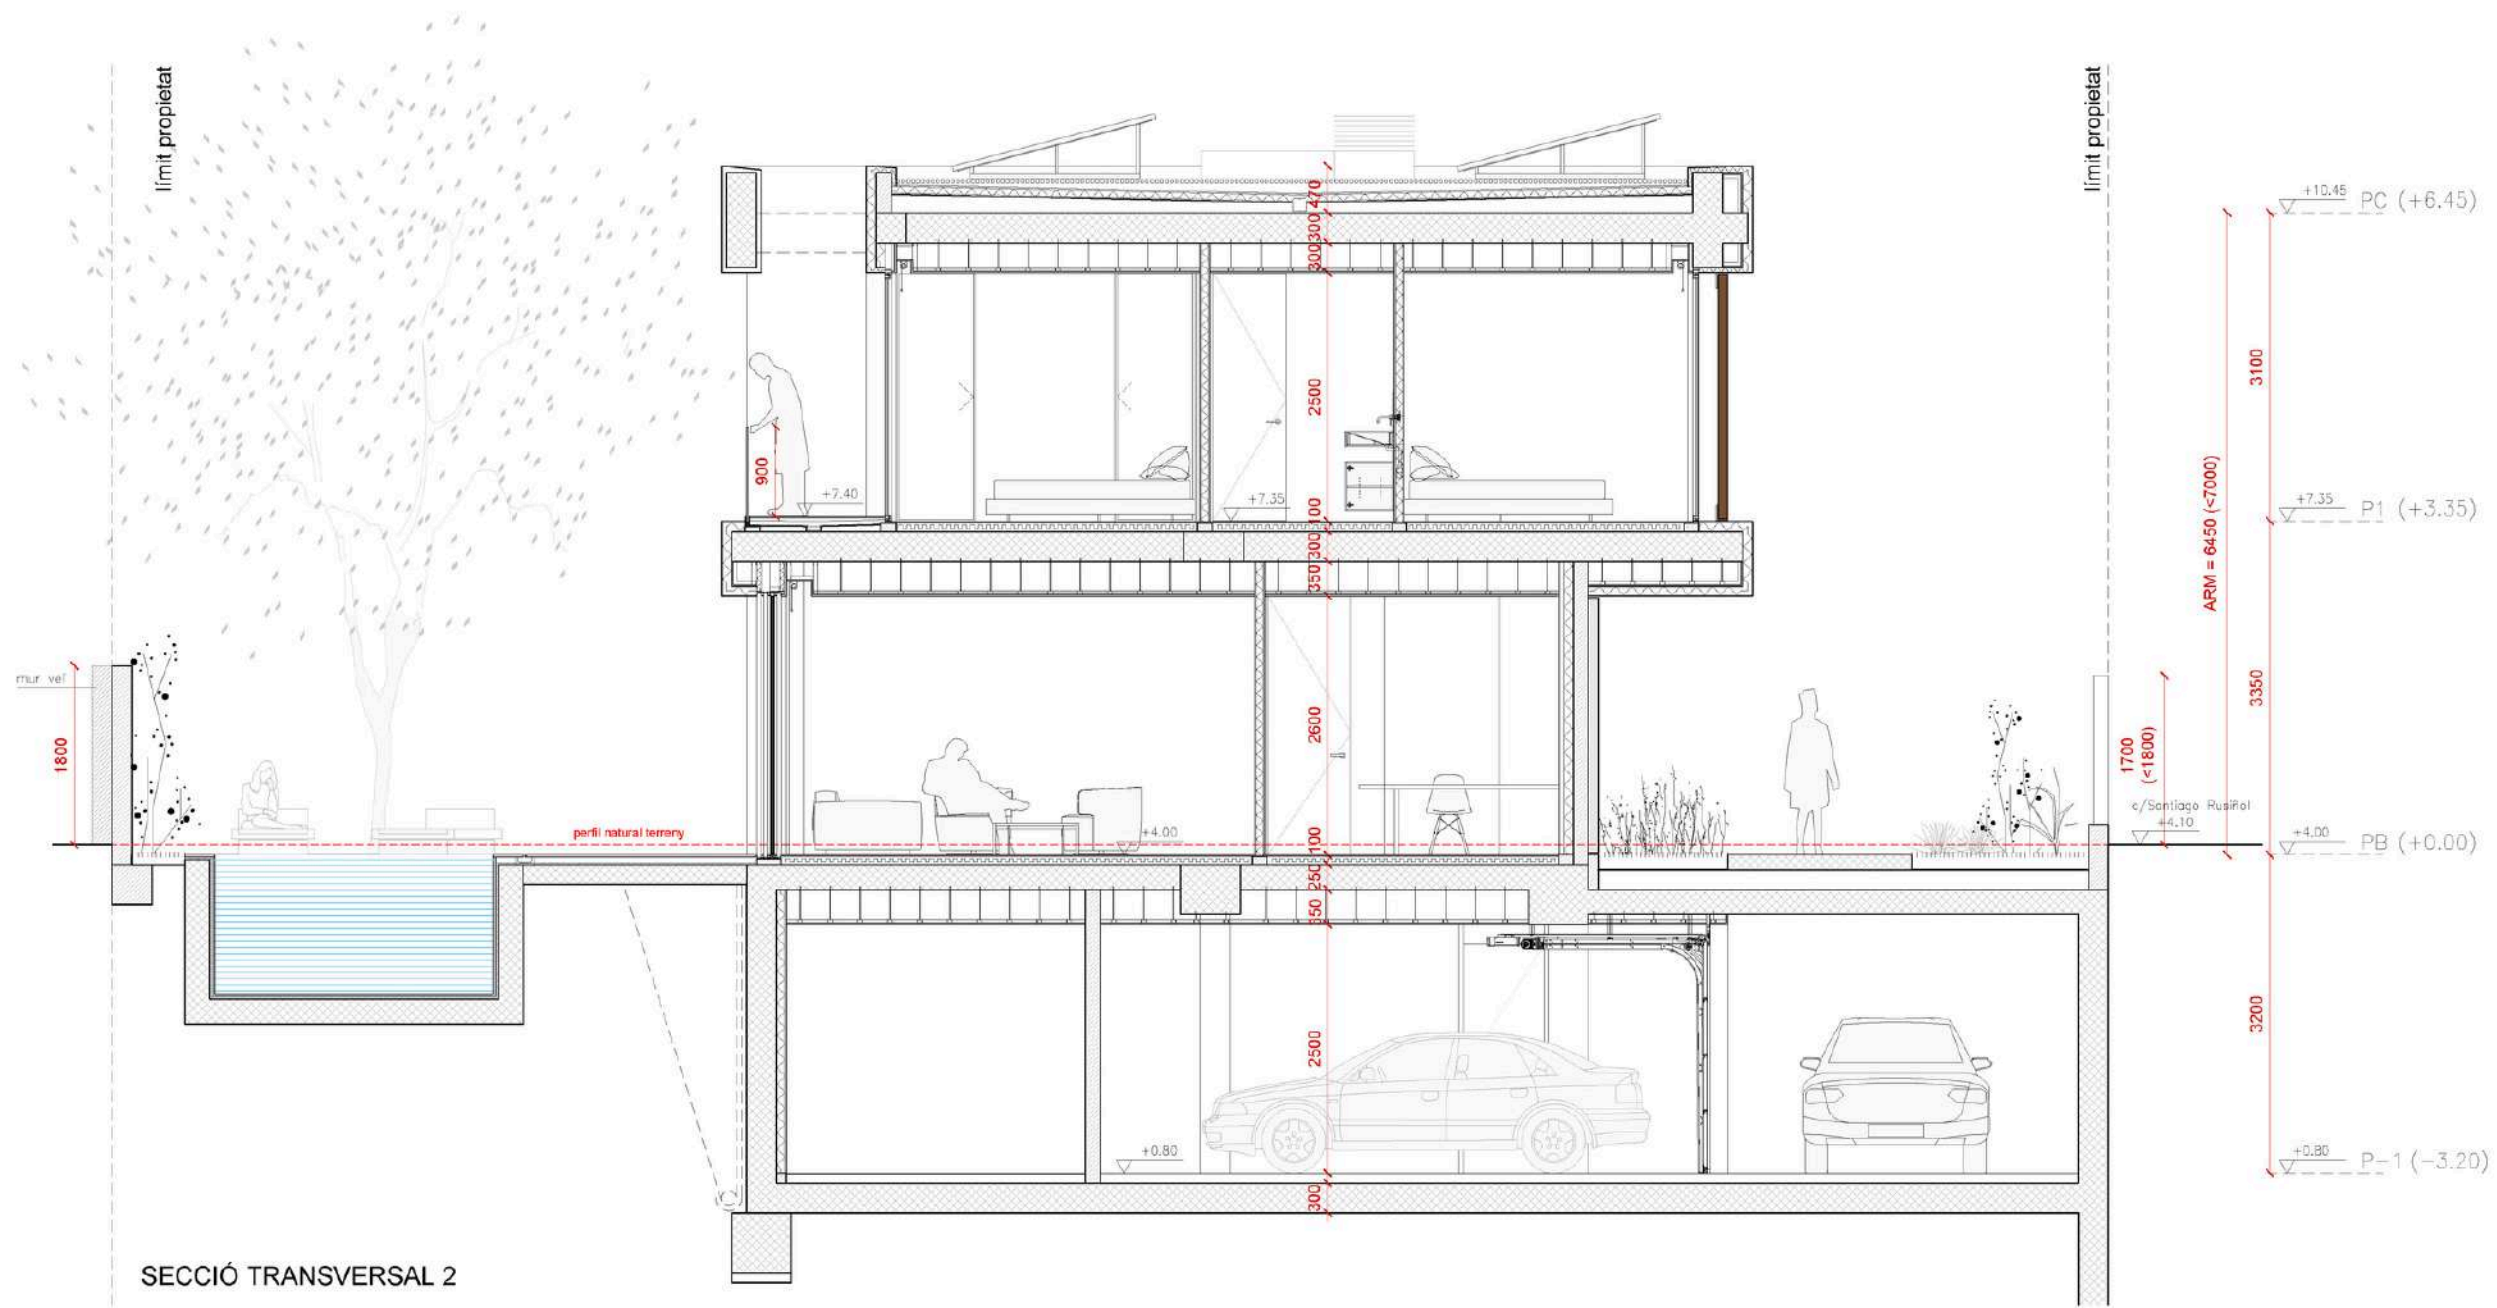 límit propietat
límit propietat
+10.45 PC (+6.45)
470
300
300
3100
2500
900
+7.40
+7.35
100
+7.35 P1 (+3.35)
ARM = 6450 (<7000)
300
350
mur veí
1800
2600
3350
1700
(<1800)
c/Santiago Rusiñol
+4.10
perfil natural terreny
+4.00
100
+4.00 PB (+0.00)
250
350
2500
3200
+0.80
+0.80 P-1 (-3.20)
300
SECCIÓ TRANSVERSAL 2